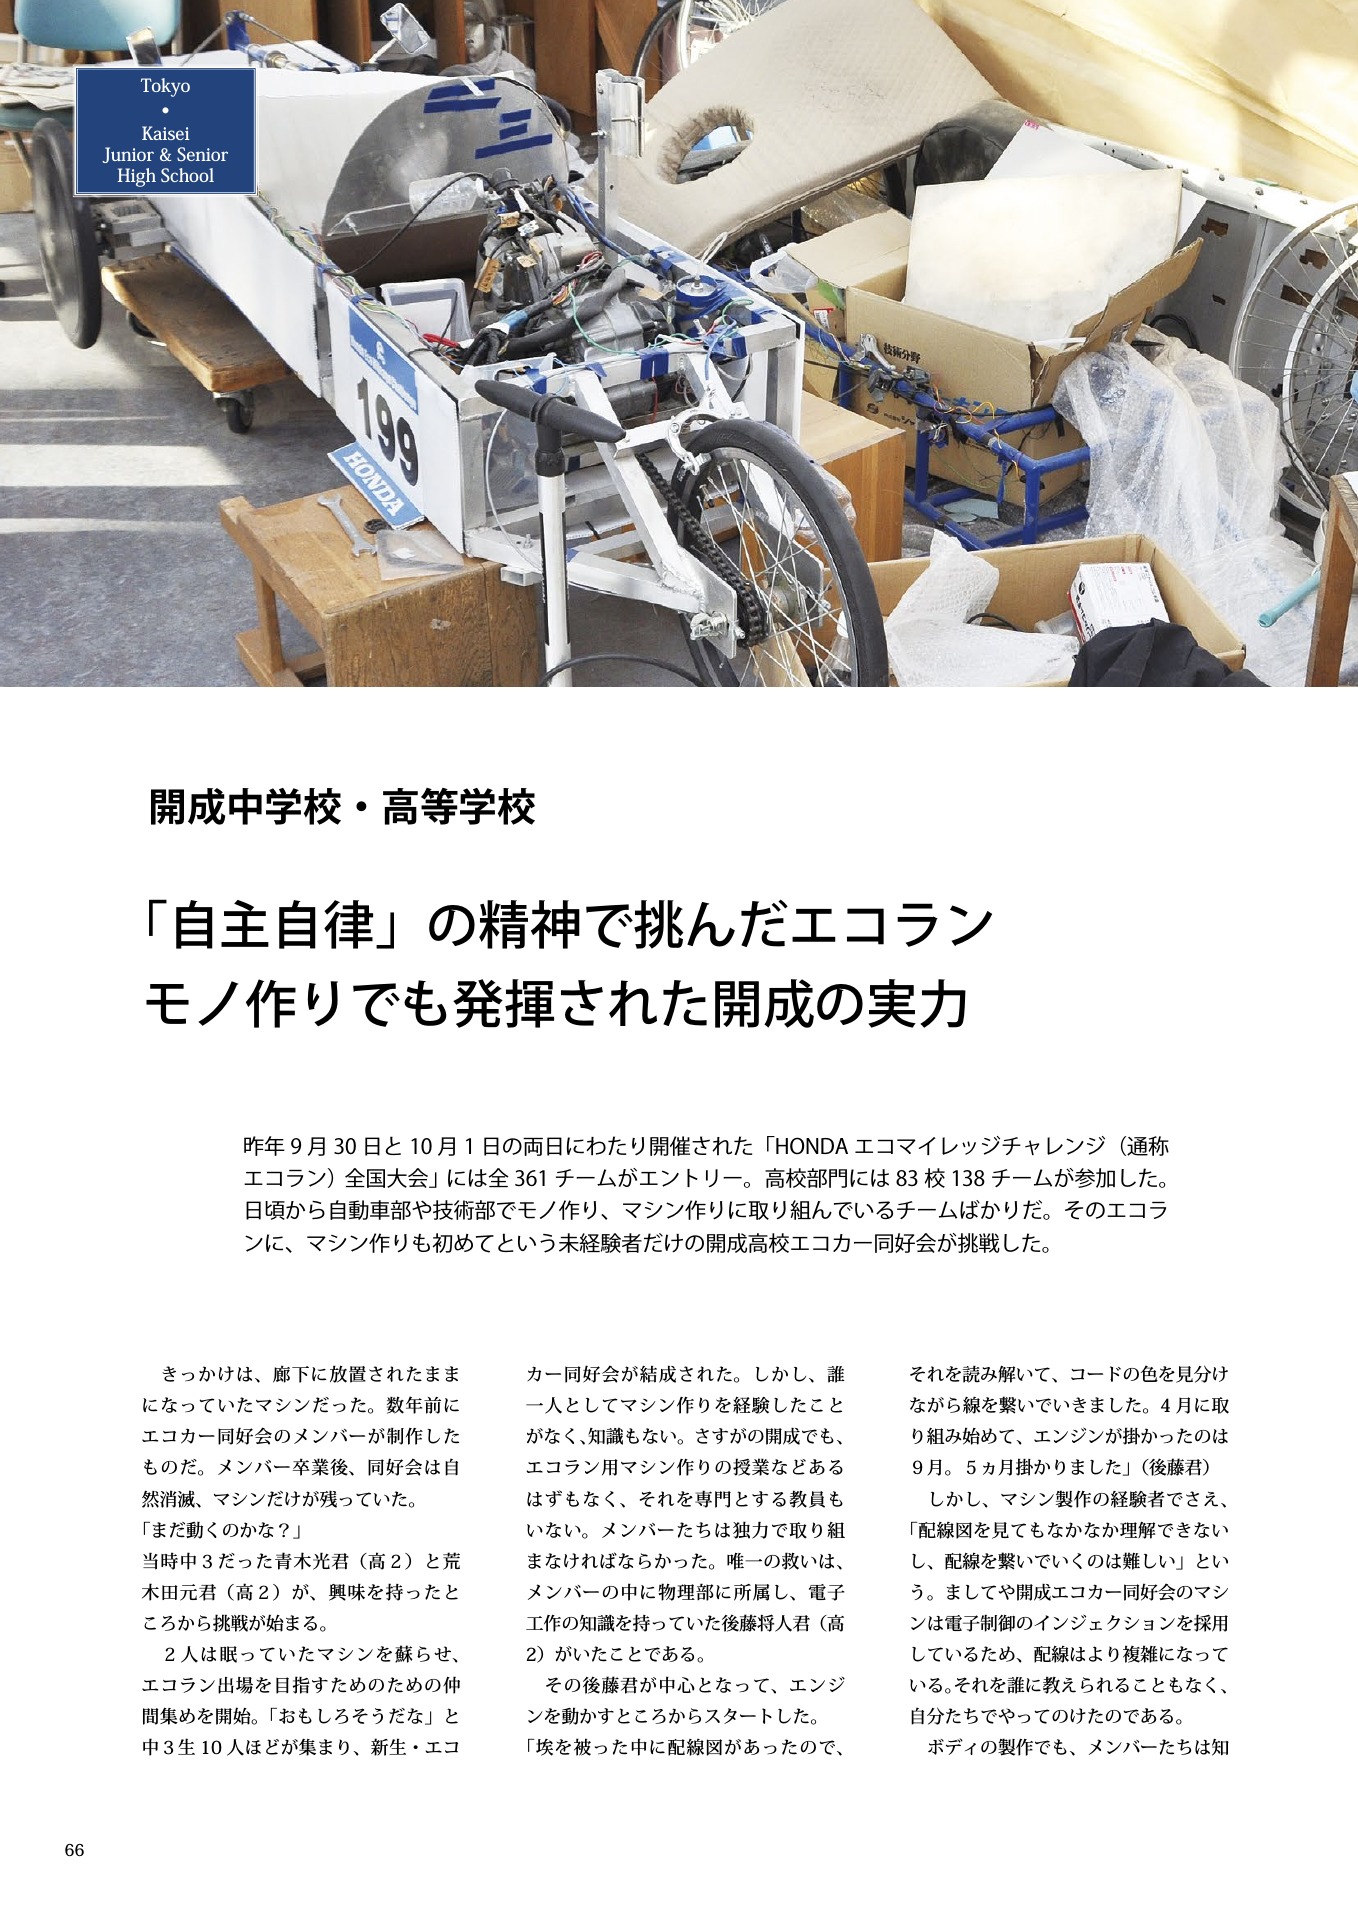 Tokyo
•
Kaisei
Junior & Senior
High School
199
HONDA
技術分野
開成中学校・高等学校
「自主自律」の精神で挑んだエコラン
モノ作りでも発揮された開成の実力
昨年 9 月 30 日と 10 月 1 日の両日にわたり開催された「HONDA エコマイレッジチャレンジ（通称
エコラン）全国大会」には全 361 チームがエントリー。高校部門には 83 校 138 チームが参加した。
日頃から自動車部や技術部でモノ作り、マシン作りに取り組んでいるチームばかりだ。そのエコラ
ンに、マシン作りも初めてという未経験者だけの開成高校エコカー同好会が挑戦した。
きっかけは、廊下に放置されたまま
になっていたマシンだった。数年前に
エコカー同好会のメンバーが制作した
ものだ。メンバー卒業後、同好会は自
然消滅、マシンだけが残っていた。
「まだ動くのかな？」
当時中３だった青木光君（高２）と荒
木田元君（高２）が、興味を持ったと
ころから挑戦が始まる。
２人は眠っていたマシンを蘇らせ、
エコラン出場を目指すためのための仲
間集めを開始。「おもしろそうだな」と
中３生 10 人ほどが集まり、新生・エコ
カー同好会が結成された。しかし、誰
一人としてマシン作りを経験したこと
がなく、知識もない。さすがの開成でも、
エコラン用マシン作りの授業などある
はずもなく、それを専門とする教員も
いない。メンバーたちは独力で取り組
まなければならかった。唯一の救いは、
メンバーの中に物理部に所属し、電子
工作の知識を持っていた後藤将人君（高
2）がいたことである。
その後藤君が中心となって、エンジ
ンを動かすところからスタートした。
「埃を被った中に配線図があったので、
それを読み解いて、コードの色を見分け
ながら線を繋いでいきました。４月に取
り組み始めて、エンジンが掛かったのは
９月。５ヵ月掛かりました」（後藤君）
しかし、マシン製作の経験者でさえ、
「配線図を見てもなかなか理解できない
し、配線を繋いでいくのは難しい」とい
う。ましてや開成エコカー同好会のマシ
ンは電子制御のインジェクションを採用
しているため、配線はより複雑になって
いる。それを誰に教えられることもなく、
自分たちでやってのけたのである。
ボディの製作でも、メンバーたちは知
66